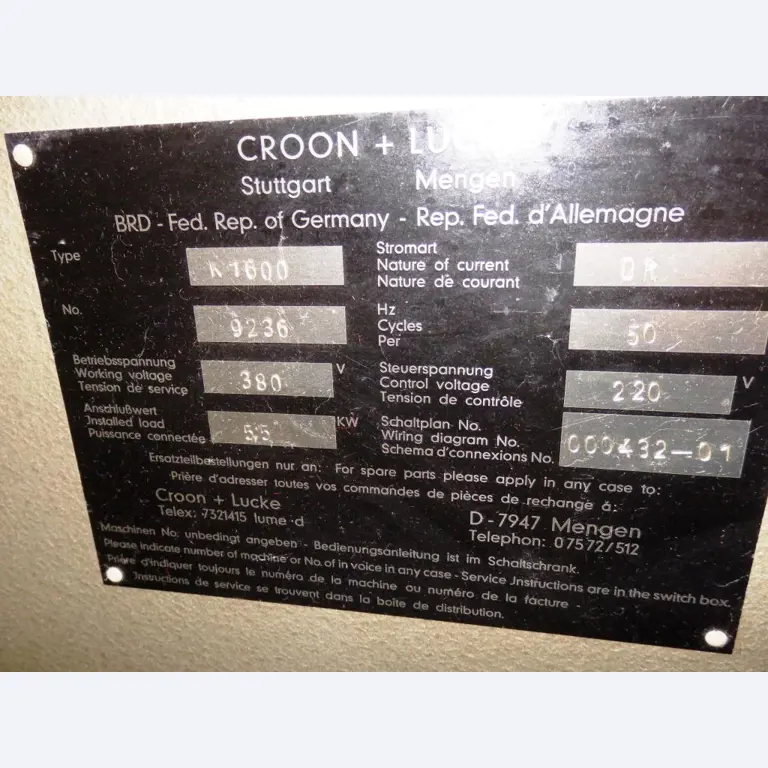 CROON + LUCKE
Stuttgart Mengen
BRD - Fed. Rep. of Germany - Rep. Fed. d'Allemagne
Type K1600
No. 9236
Betriebsspannung
Working voltage 380 V
Tension de service
Anschlußwert
Jnstalled load 5,5 KW
Puissance connectée
Stromart
Nature of current DR
Nature de courant
Hz
Cycles 50
Per
Steuerspannung
Control voltage 220 V
Tension de contrôle
Schaltplan No.
Wiring diagram No. 000432-01
Schema d'connexions No.
Ersatzteilbestellungen nur an: For spare parts please apply in any case to:
Prière d'adresser toutes vos commandes de pièces de rechange á:
Croon + Lucke
Telex: 7321415 lume d
D-7947 Mengen
Telephon: 07572/512
Maschinen No: unbedingt angeben - Bedienungsanleitung ist im Schaltschrank.
Please indicate number of machine or No. of in voice in any case - Service Jnstructions are in the switch box.
Prière d'indiquer toujours le numéro de la machine ou numéro de la facture -
Jnstructions de service se trouvent dans la boîte de distribution.